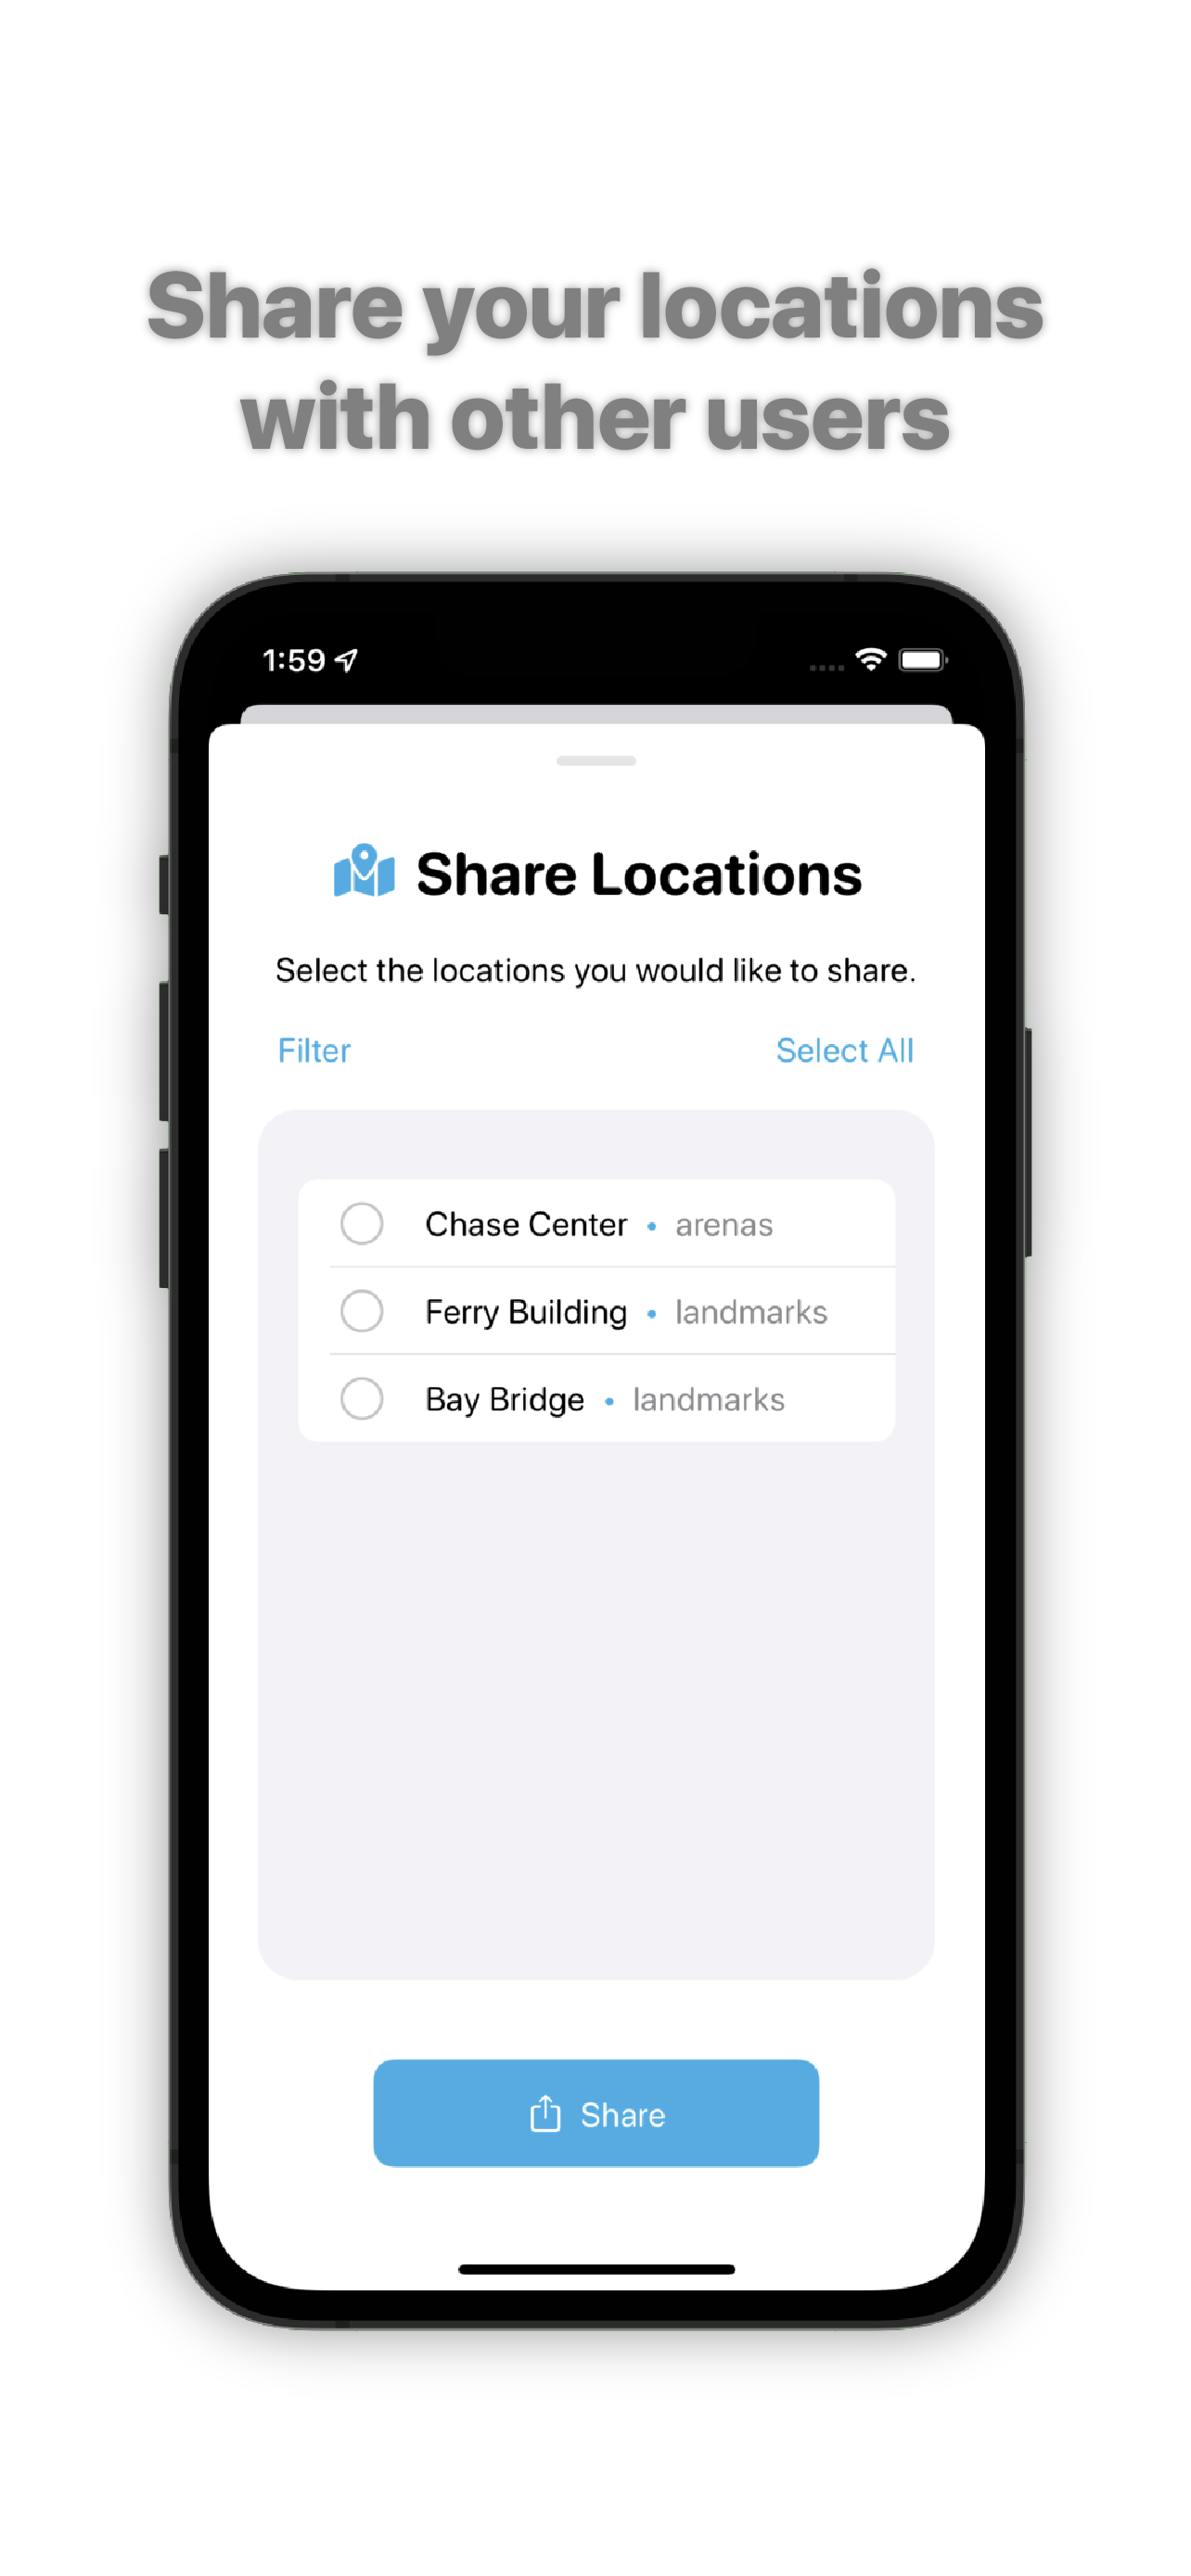 Share your locations
with other users
1:59
Share Locations
Select the locations you would like to share.
Filter Select All
Chase Center • arenas
Ferry Building • landmarks
Bay Bridge • landmarks
Share